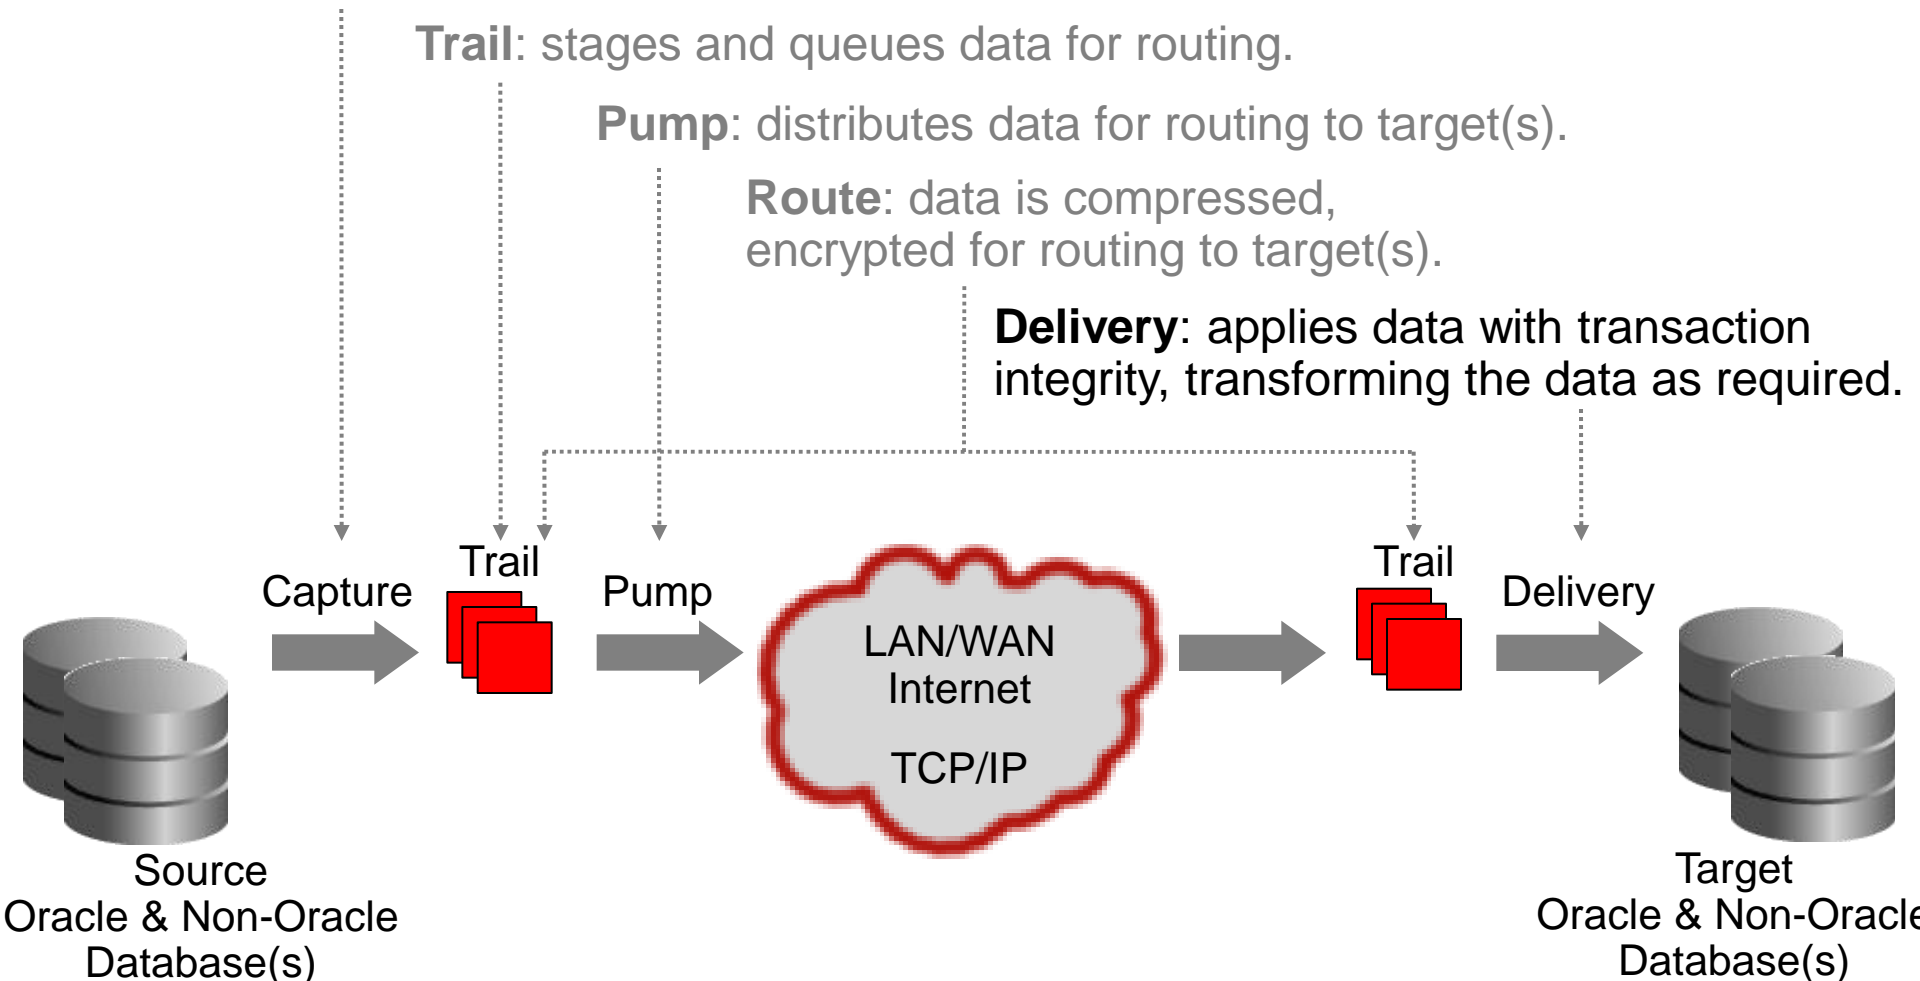 Trail: stages and queues data for routing.
Pump: distributes data for routing to target(s).
Route: data is compressed,
encrypted for routing to target(s).
Delivery: applies data with transaction
integrity, transforming the data as required.
Capture
Trail
Pump
LAN/WAN
Internet
TCP/IP
Trail
Delivery
Source
Oracle & Non-Oracle
Database(s)
Target
Oracle & Non-Oracle
Database(s)